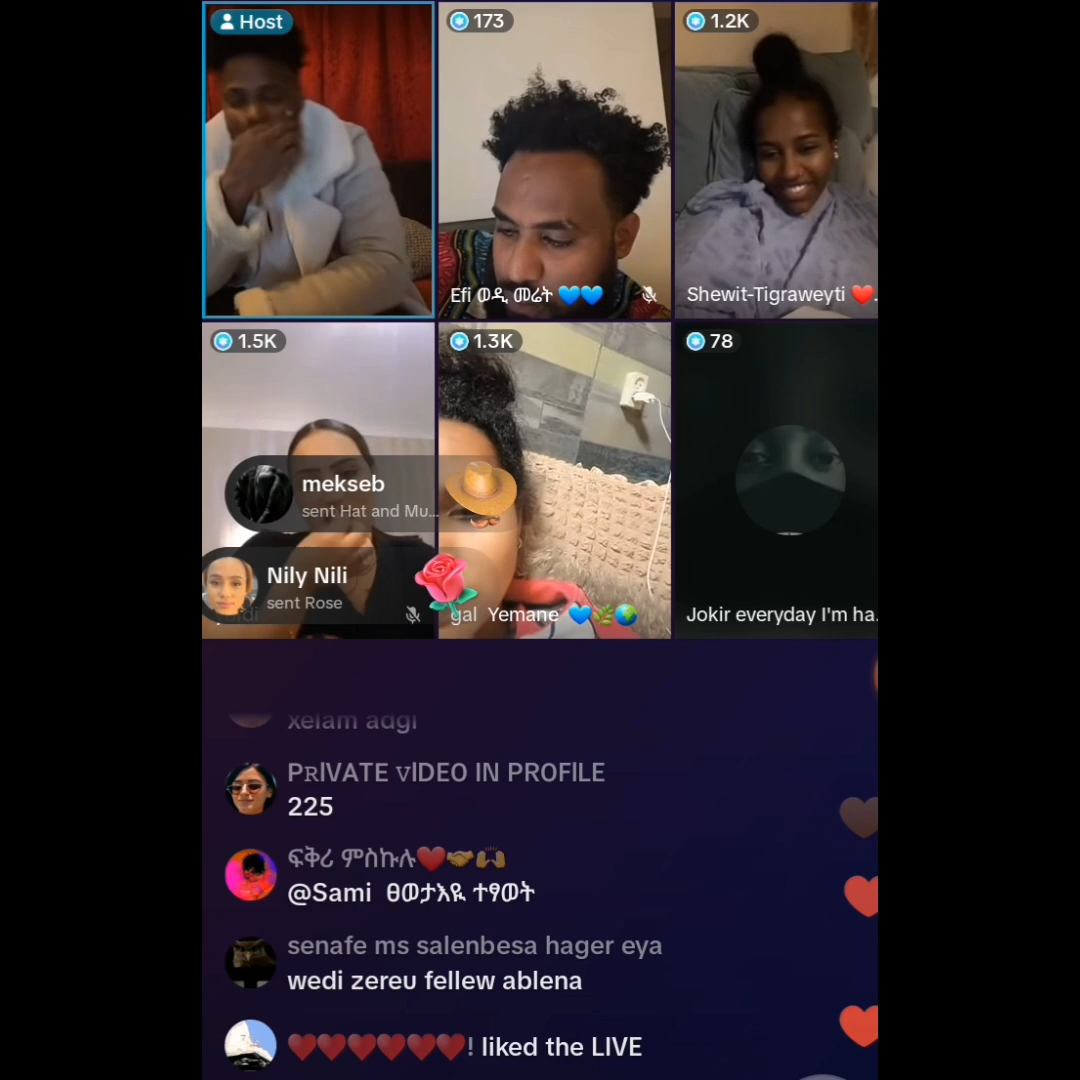 Host
173
1.2K
Efi ወዲ መሬት 💙💙
Shewit-Tigraweyti ❤️.
1.5K
1.3K
78
mekseb
sent Hat and Mu...
Nily Nili
sent Rose
gal Yemane 💙🌿🌍
Jokir everyday I'm ha.
xelam adgi
PRIVATE VIDEO IN PROFILE
225
ፍቅሪ ምስኩሉ❤️🤝🙌
@Sami ፀወታእዪ ተፃወት
senafe ms salenbesa hager eya
wedi zereu fellew ablena
♥️♥️♥️♥️♥️♥️! liked the LIVE